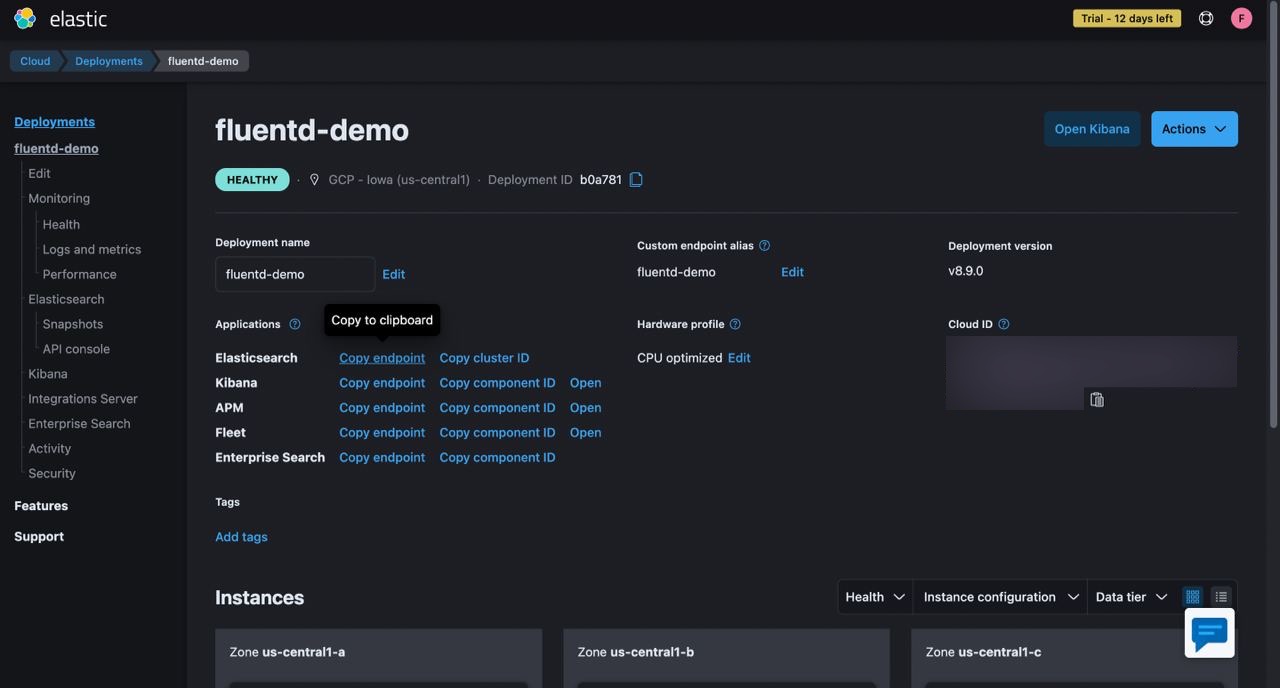 elastic
Trial - 12 days left
F
Cloud
Deployments
fluentd-demo
Deployments
fluentd-demo
Edit
Monitoring
Health
Logs and metrics
Performance
Elasticsearch
Snapshots
API console
Kibana
Integrations Server
Enterprise Search
Activity
Security
Features
Support
fluentd-demo
Open Kibana
Actions
HEALTHY · GCP - Iowa (us-central1) · Deployment ID b0a781
Deployment name
fluentd-demo
Edit
Custom endpoint alias
fluentd-demo Edit
Deployment version
v8.9.0
Applications
Copy to clipboard
Elasticsearch Copy endpoint Copy cluster ID
Kibana Copy endpoint Copy component ID Open
APM Copy endpoint Copy component ID Open
Fleet Copy endpoint Copy component ID Open
Enterprise Search Copy endpoint Copy component ID
Hardware profile
CPU optimized Edit
Cloud ID
Tags
Add tags
Instances
Health
Instance configuration
Data tier
Zone us-central1-a
Zone us-central1-b
Zone us-central1-c